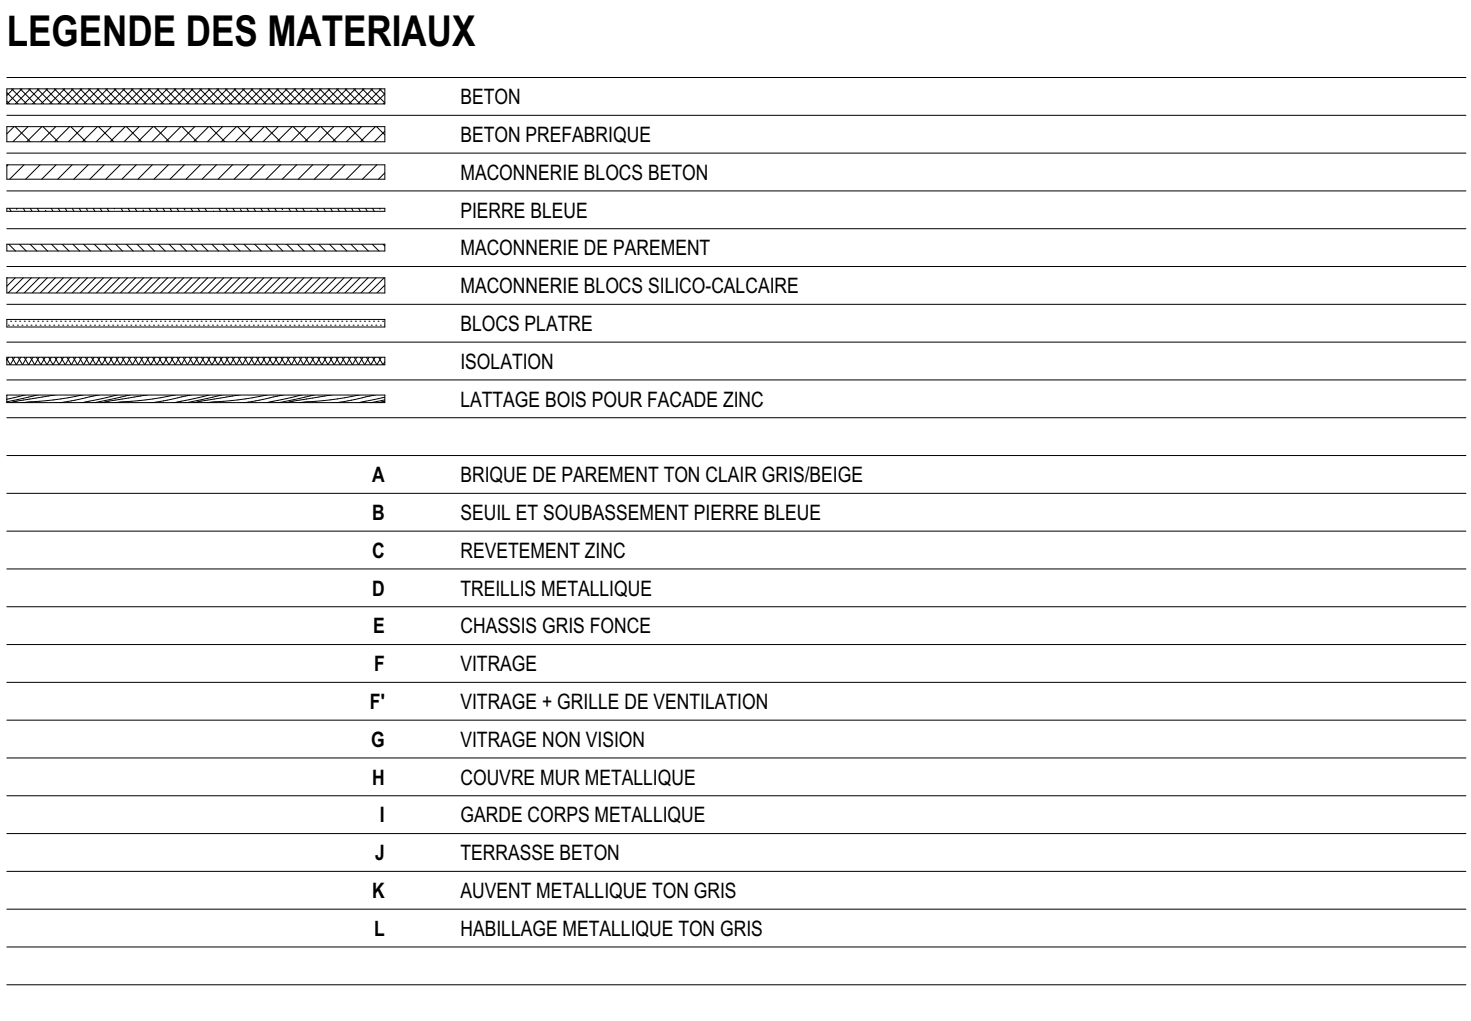 LEGENDE DES MATERIAUX
BETON
BETON PREFABRIQUE
MACONNERIE BLOCS BETON
PIERRE BLEUE
MACONNERIE DE PAREMENT
MACONNERIE BLOCS SILICO-CALCAIRE
BLOCS PLATRE
ISOLATION
LATTAGE BOIS POUR FACADE ZINC
A BRIQUE DE PAREMENT TON CLAIR GRIS/BEIGE
B SEUIL ET SOUBASSEMENT PIERRE BLEUE
C REVETEMENT ZINC
D TREILLIS METALLIQUE
E CHASSIS GRIS FONCE
F VITRAGE
F' VITRAGE + GRILLE DE VENTILATION
G VITRAGE NON VISION
H COUVRE MUR METALLIQUE
I GARDE CORPS METALLIQUE
J TERRASSE BETON
K AUVENT METALLIQUE TON GRIS
L HABILLAGE METALLIQUE TON GRIS